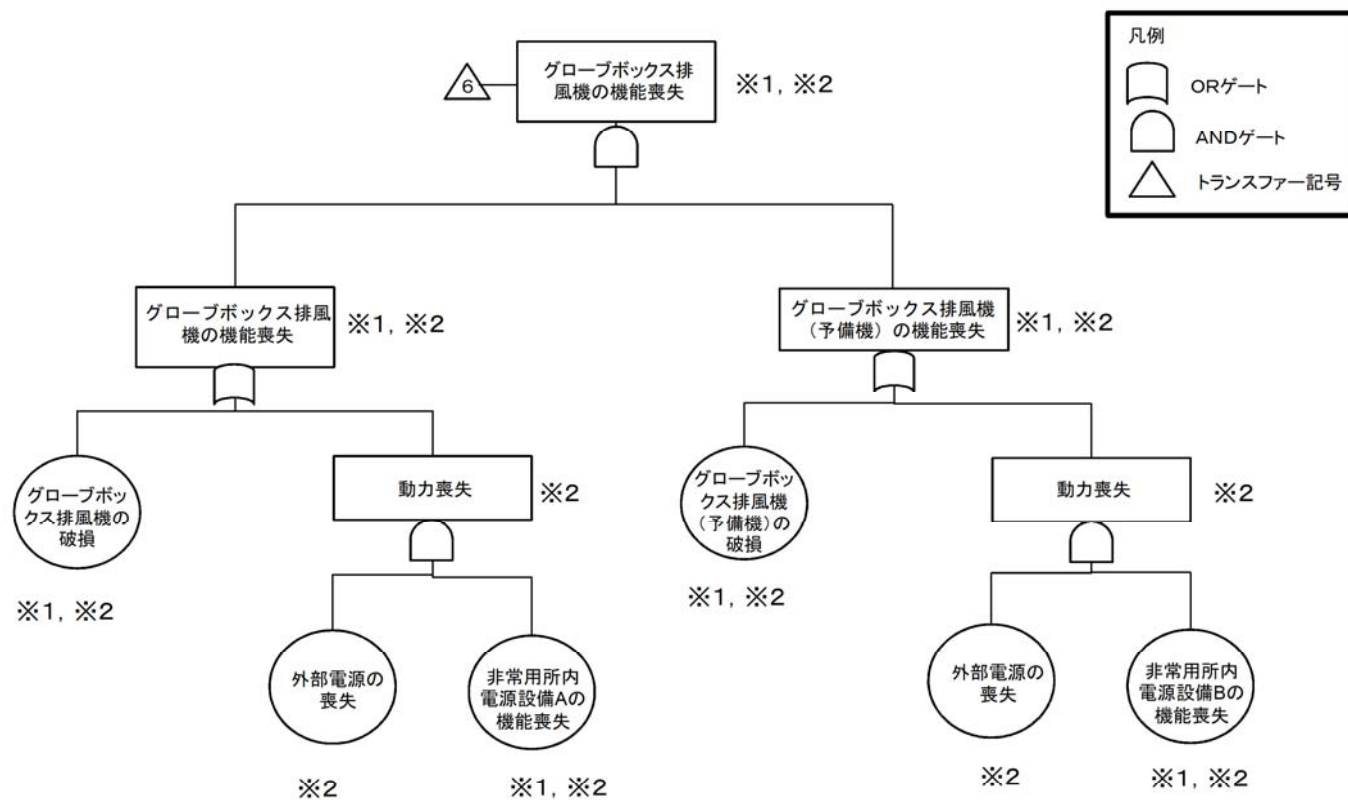 凡例
ORゲート
ANDゲート
トランスファー記号
6
グローブボックス排
風機の機能喪失
※1, ※2
グローブボックス排風
機の機能喪失
※1, ※2
グローブボックス排風機
(予備機)の機能喪失
※1, ※2
グローブボッ
クス排風機の
破損
※1, ※2
動力喪失
※2
グローブボッ
クス排風機
(予備機)の
破損
※1, ※2
動力喪失
※2
外部電源の
喪失
※2
非常用所内
電源設備Aの
機能喪失
※1, ※2
外部電源の
喪失
※2
非常用所内
電源設備Bの
機能喪失
※1, ※2